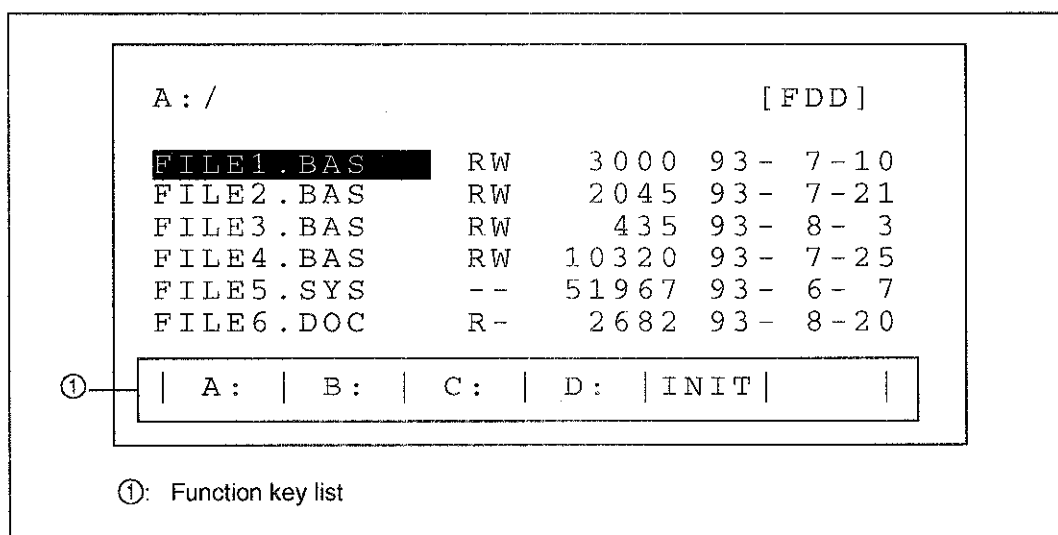 A:/ [FDD]
FILE1.BAS RW 3000 93- 7-10
FILE2.BAS RW 2045 93- 7-21
FILE3.BAS RW 435 93- 8- 3
FILE4.BAS RW 10320 93- 7-25
FILE5.SYS -- 51967 93- 6- 7
FILE6.DOC R- 2682 93- 8-20
① | A: | B: | C: | D: |INIT| |
①: Function key list